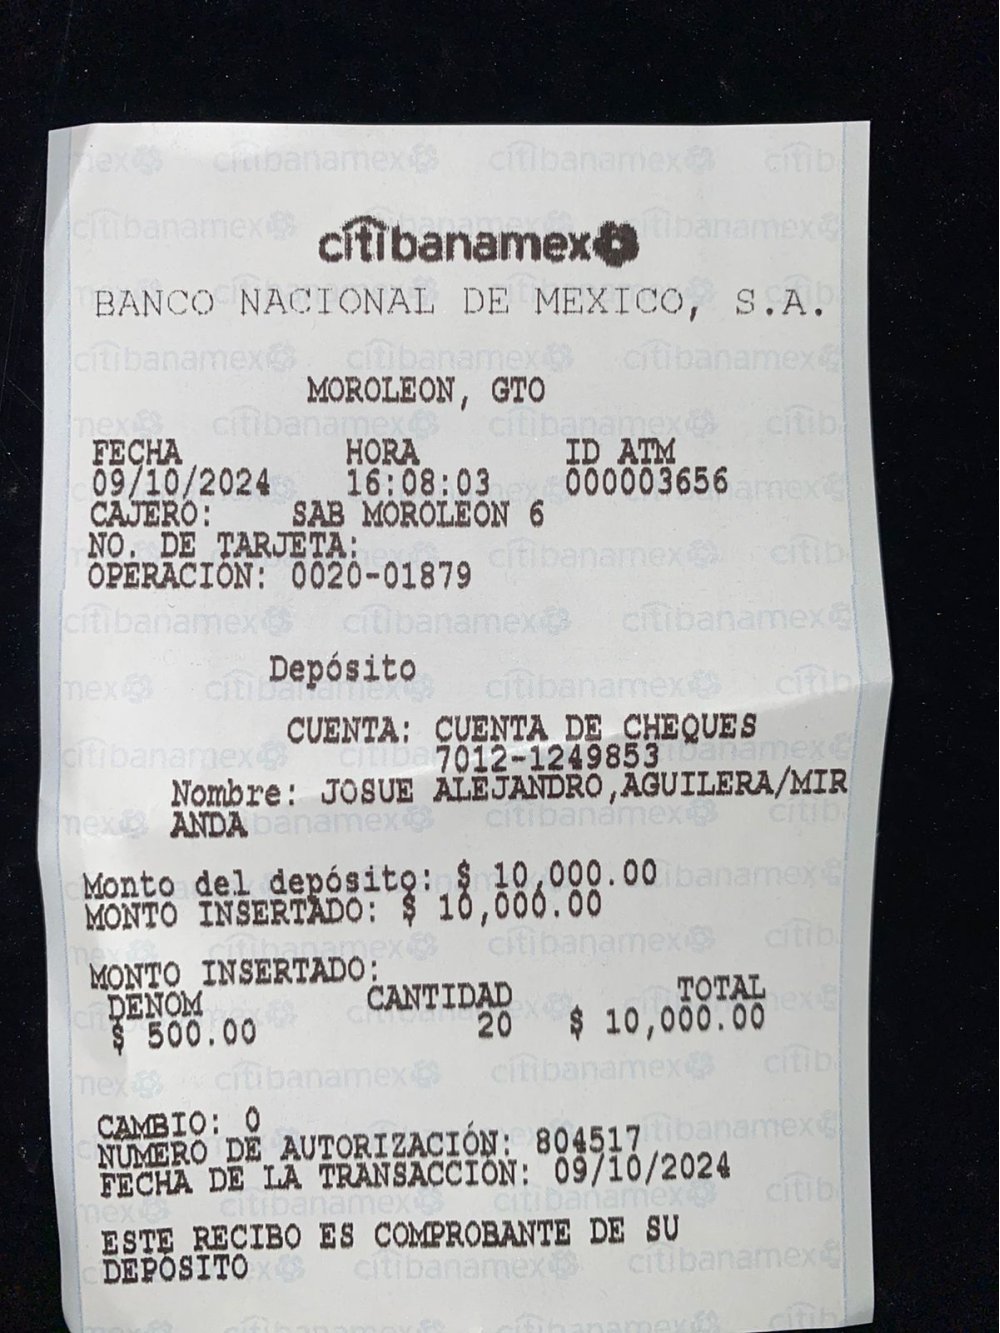 citibanamex
BANCO NACIONAL DE MEXICO, S.A.
MOROLEON, GTO
FECHA HORA ID ATM
09/10/2024 16:08:03 000003656
CAJERO: SAB MOROLEON 6
NO. DE TARJETA:
OPERACIÓN: 0020-01879
Depósito
CUENTA: CUENTA DE CHEQUES
7012-1249853
Nombre: JOSUE ALEJANDRO,AGUILERA/MIR
ANDA
Monto del depósito: $ 10,000.00
MONTO INSERTADO: $ 10,000.00
MONTO INSERTADO:
DENOM CANTIDAD TOTAL
$ 500.00 20 $ 10,000.00
CAMBIO: 0
NUMERO DE AUTORIZACIÓN: 804517
FECHA DE LA TRANSACCIÓN: 09/10/2024
ESTE RECIBO ES COMPROBANTE DE SU
DEPÓSITO